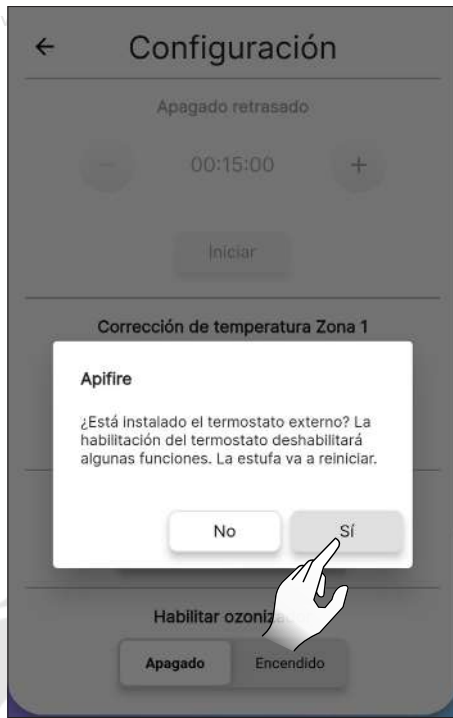 Configuración
Apagado retrasado
00:15:00
Iniciar
Corrección de temperatura Zona 1
Apifire
¿Está instalado el termostato externo? La
habilitación del termostato deshabilitará
algunas funciones. La estufa va a reiniciar.
No Sí
Habilitar
Apagado Encendido